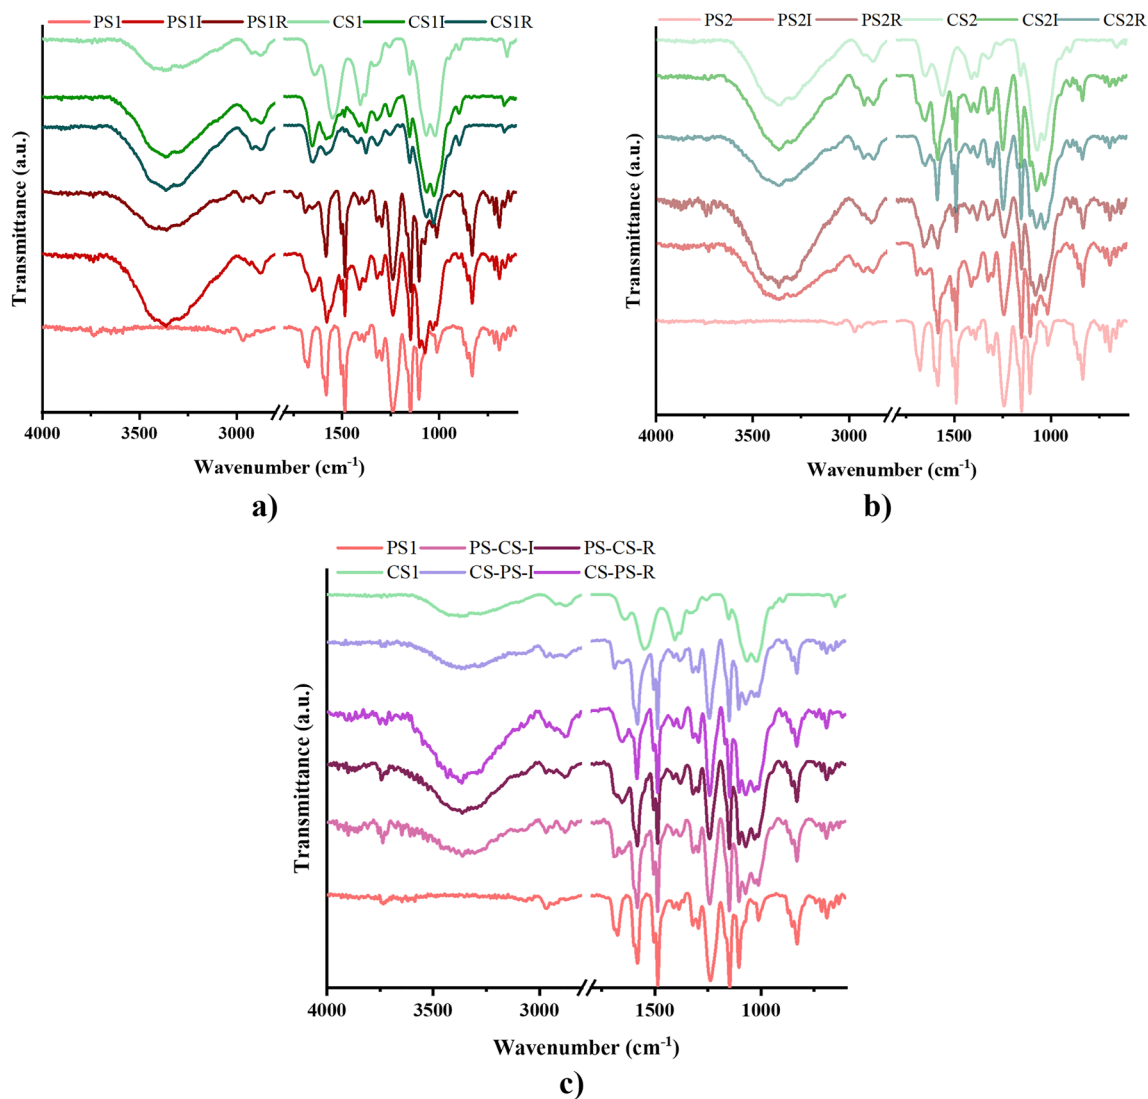 PS1 PS1I PS1R CS1 CS1I CS1R
Transmittance (a.u.)
4000 3500 3000 1500 1000
Wavenumber (cm⁻¹)
a)
PS2 PS2I PS2R CS2 CS2I CS2R
Transmittance (a.u.)
4000 3500 3000 1500 1000
Wavenumber (cm⁻¹)
b)
PS1 PS-CS-I PS-CS-R
CS1 CS-PS-I CS-PS-R
Transmittance (a.u.)
4000 3500 3000 1500 1000
Wavenumber (cm⁻¹)
c)